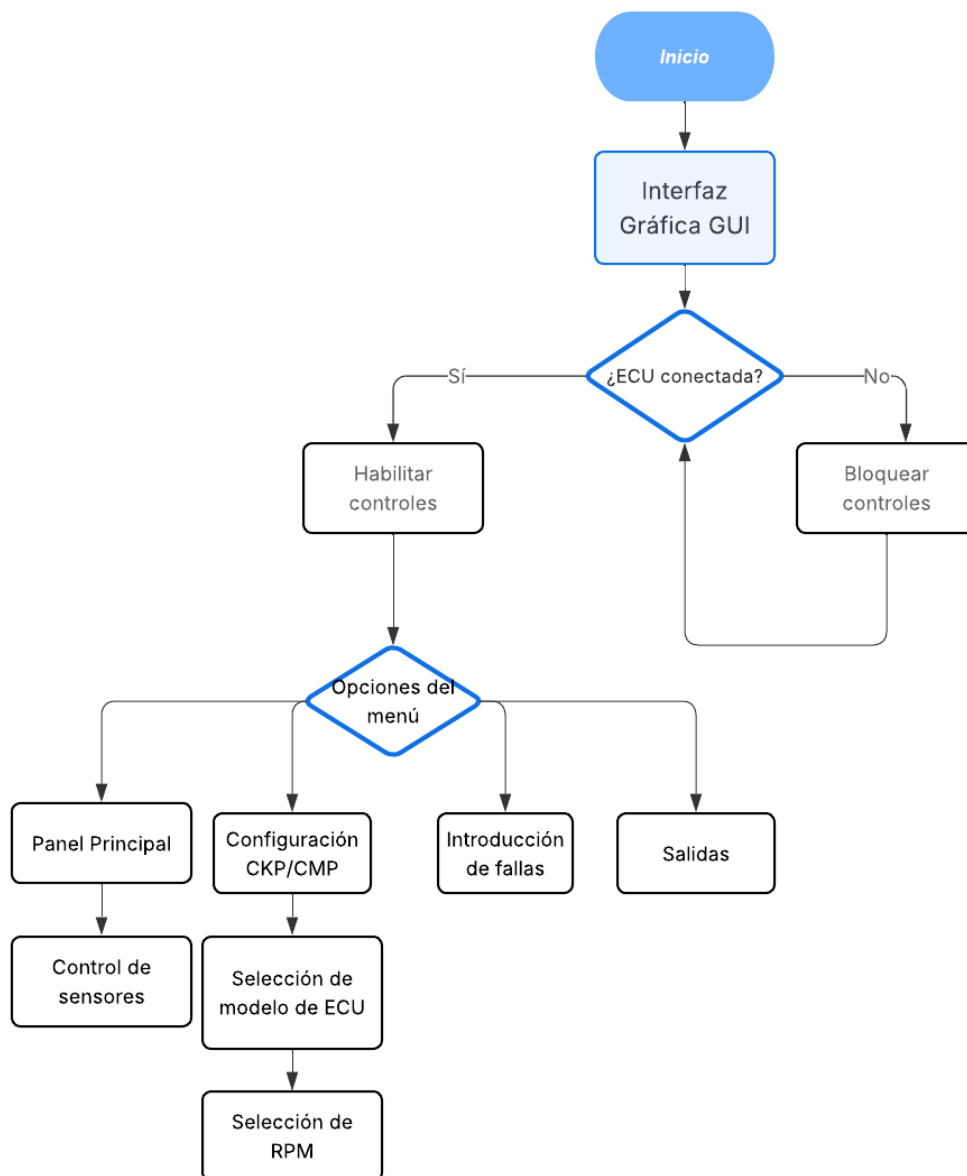 Inicio
Interfaz
Gráfica GUI
¿ECU conectada?
Sí
No
Habilitar
controles
Bloquear
controles
Opciones del
menú
Panel Principal
Configuración
CKP/CMP
Introducción
de fallas
Salidas
Control de
sensores
Selección de
modelo de ECU
Selección de
RPM